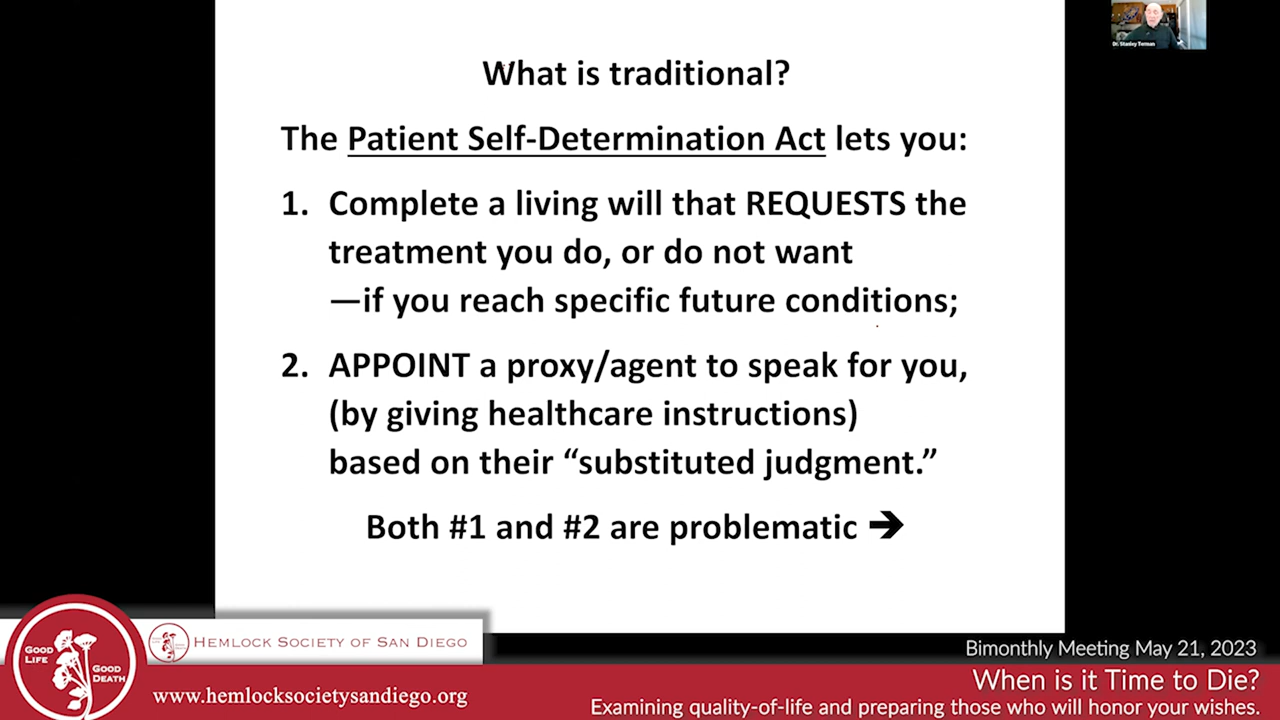 Dr. Stanley Terman
What is traditional?
The Patient Self-Determination Act lets you:
1. Complete a living will that REQUESTS the
treatment you do, or do not want
—if you reach specific future conditions;
2. APPOINT a proxy/agent to speak for you,
(by giving healthcare instructions)
based on their “substituted judgment.”
Both #1 and #2 are problematic ➔
GOOD
LIFE
GOOD
DEATH
HEMLOCK SOCIETY OF SAN DIEGO
www.hemlocksocietysandiego.org
Bimonthly Meeting May 21, 2023
When is it Time to Die?
Examining quality-of-life and preparing those who will honor your wishes.